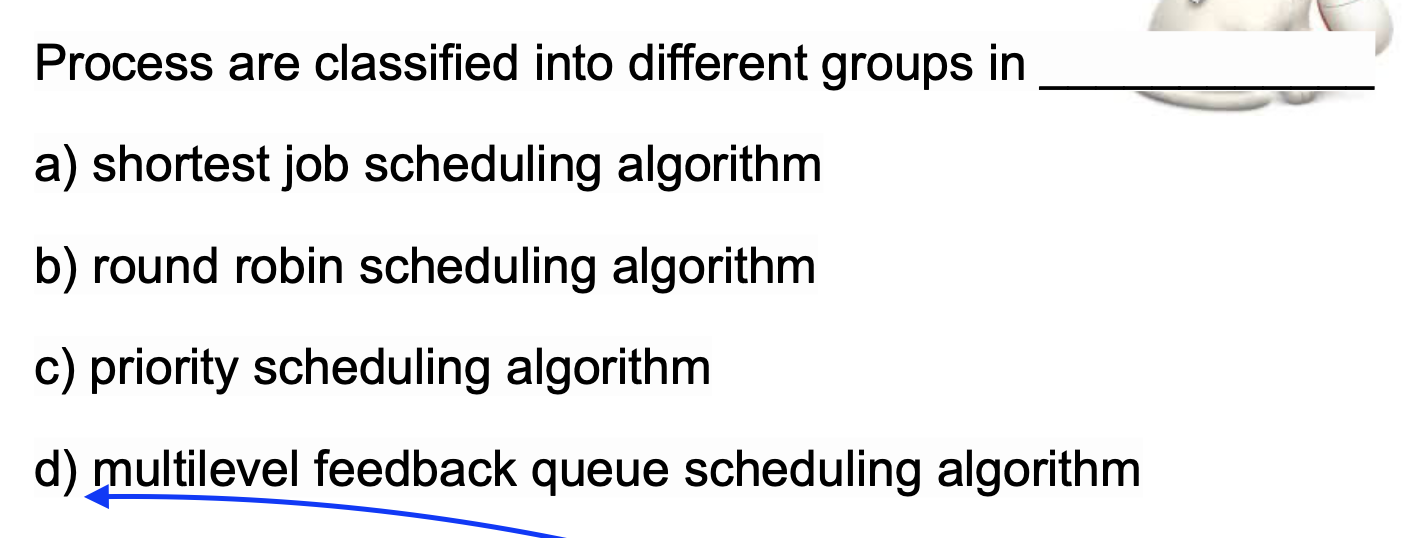 Process are classified into different groups in ____________
a) shortest job scheduling algorithm
b) round robin scheduling algorithm
c) priority scheduling algorithm
d) multilevel feedback queue scheduling algorithm